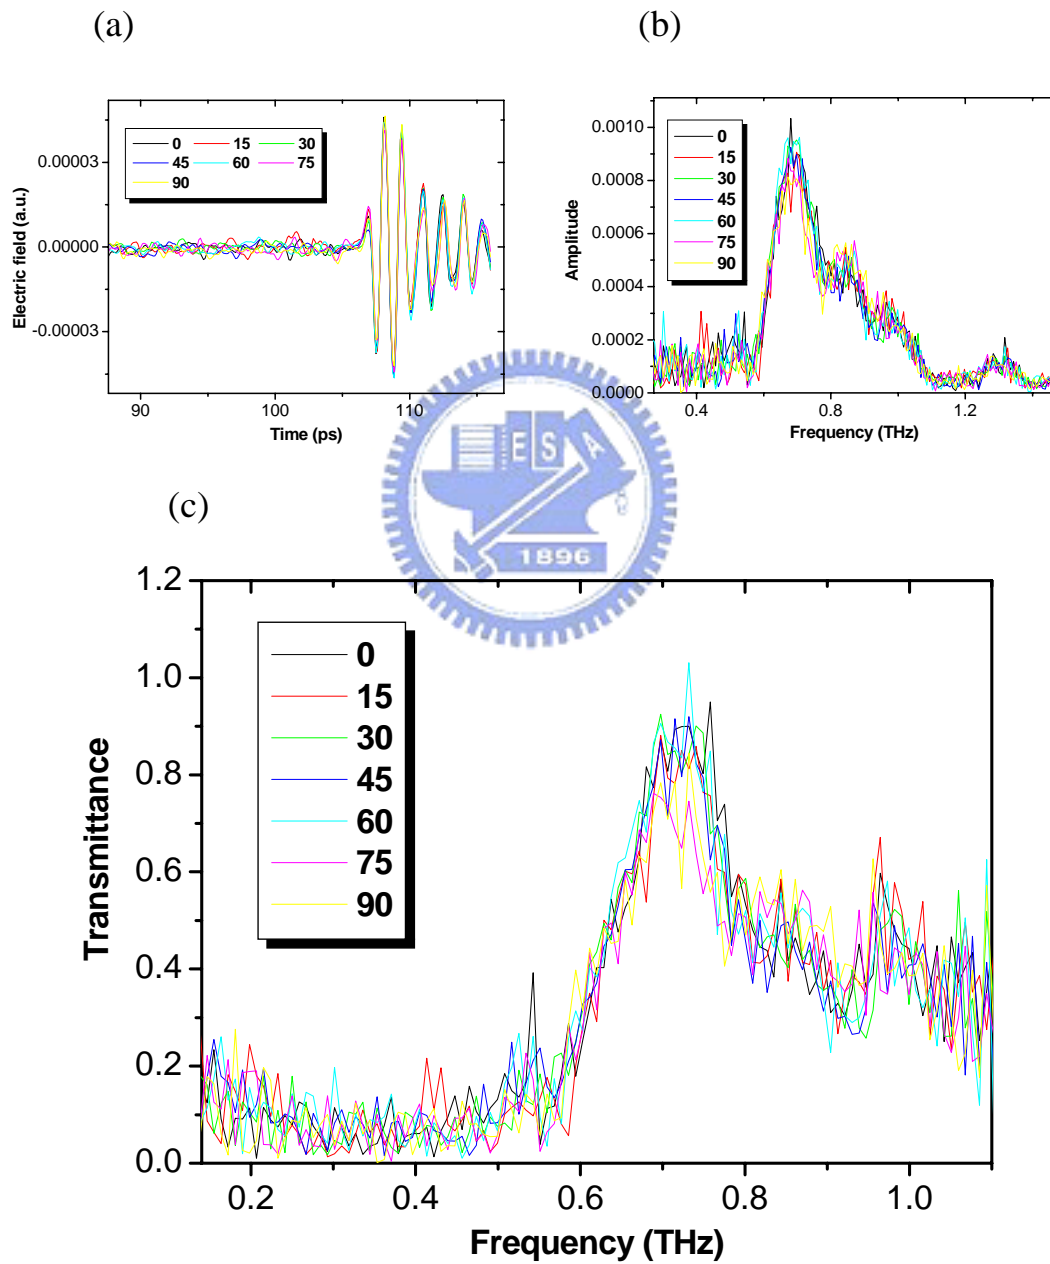 (a)
(b)
0 15 30
45 60 75
90
0.00003
0.00000
-0.00003
Electric field (a.u.)
90 100 110
Time (ps)
0.0010
0.0008
0.0006
0.0004
0.0002
0.0000
Amplitude
0
15
30
45
60
75
90
0.4 0.8 1.2
Frequency (THz)
E S A
1896
(c)
1.2
1.0
0.8
0.6
0.4
0.2
0.0
Transmittance
0
15
30
45
60
75
90
0.2 0.4 0.6 0.8 1.0
Frequency (THz)